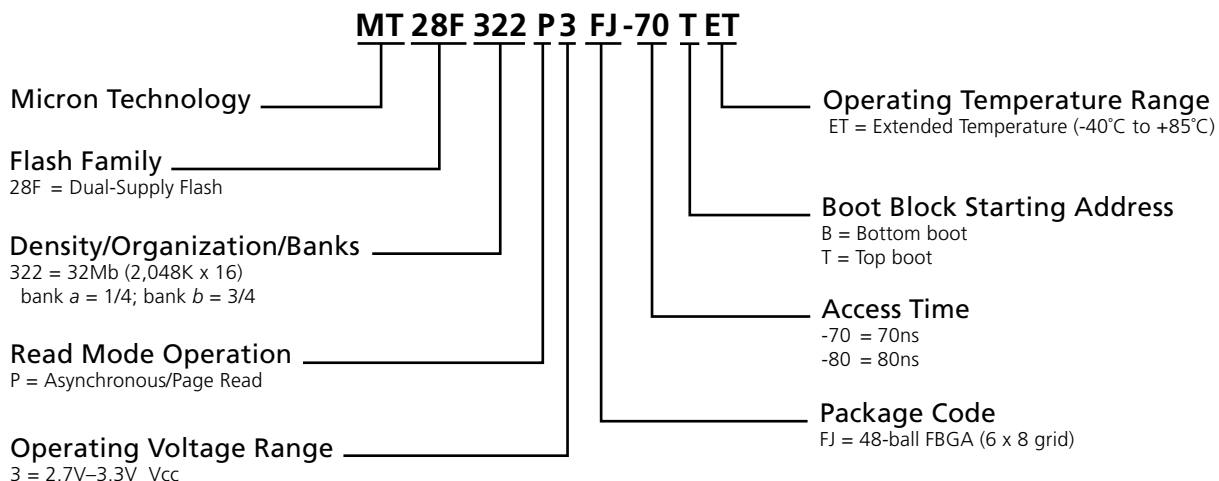 MT 28F 322 P 3 FJ -70 T ET
Micron Technology
Flash Family
28F = Dual-Supply Flash
Density/Organization/Banks
322 = 32Mb (2,048K x 16)
bank a = 1/4; bank b = 3/4
Read Mode Operation
P = Asynchronous/Page Read
Operating Voltage Range
3 = 2.7V–3.3V Vcc
Operating Temperature Range
ET = Extended Temperature (-40˚C to +85˚C)
Boot Block Starting Address
B = Bottom boot
T = Top boot
Access Time
-70 = 70ns
-80 = 80ns
Package Code
FJ = 48-ball FBGA (6 x 8 grid)